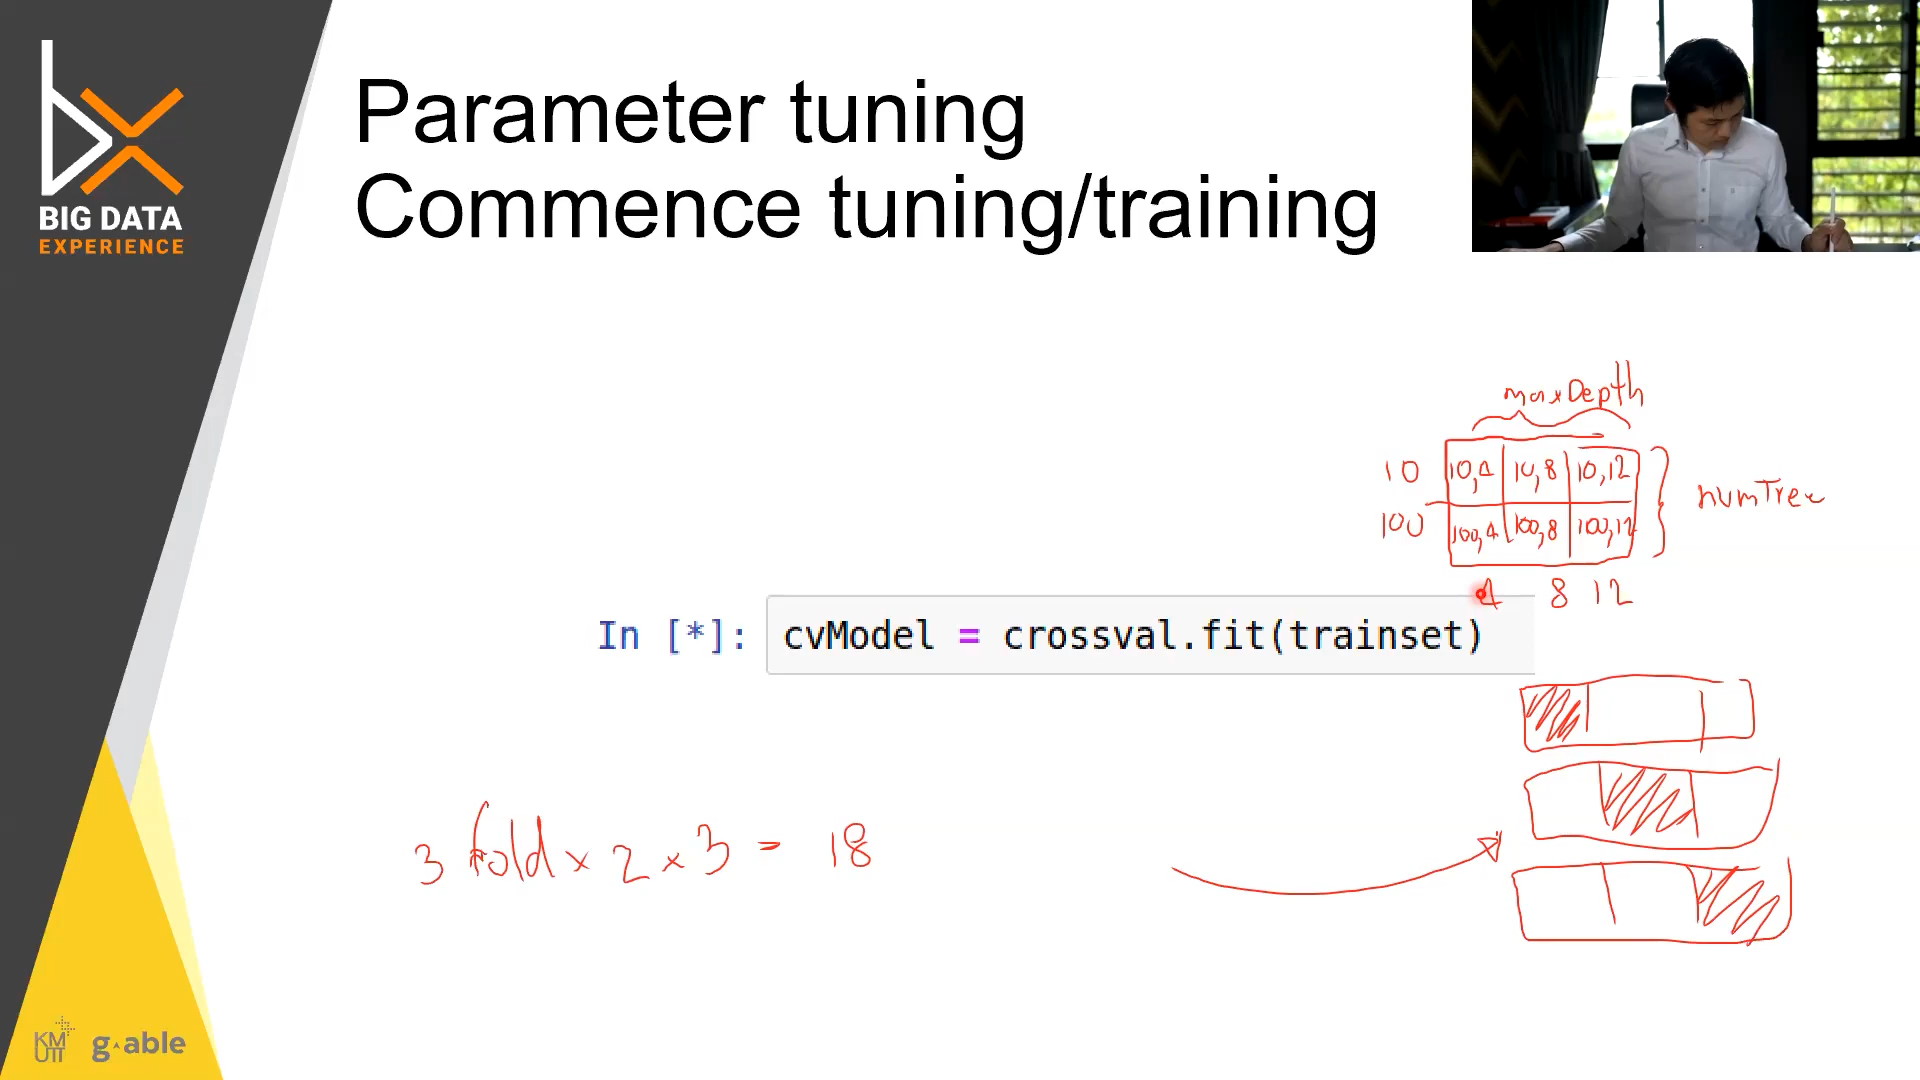 BIG DATA
EXPERIENCE
Parameter tuning
Commence tuning/training
maxDepth
10 10,4 10,8 10,12
100 100,4 100,8 100,12
numTree
4 8 12
In [*]: cvModel = crossval.fit(trainset)
3 fold x 2 x 3 = 18
KM
UTT
g-able